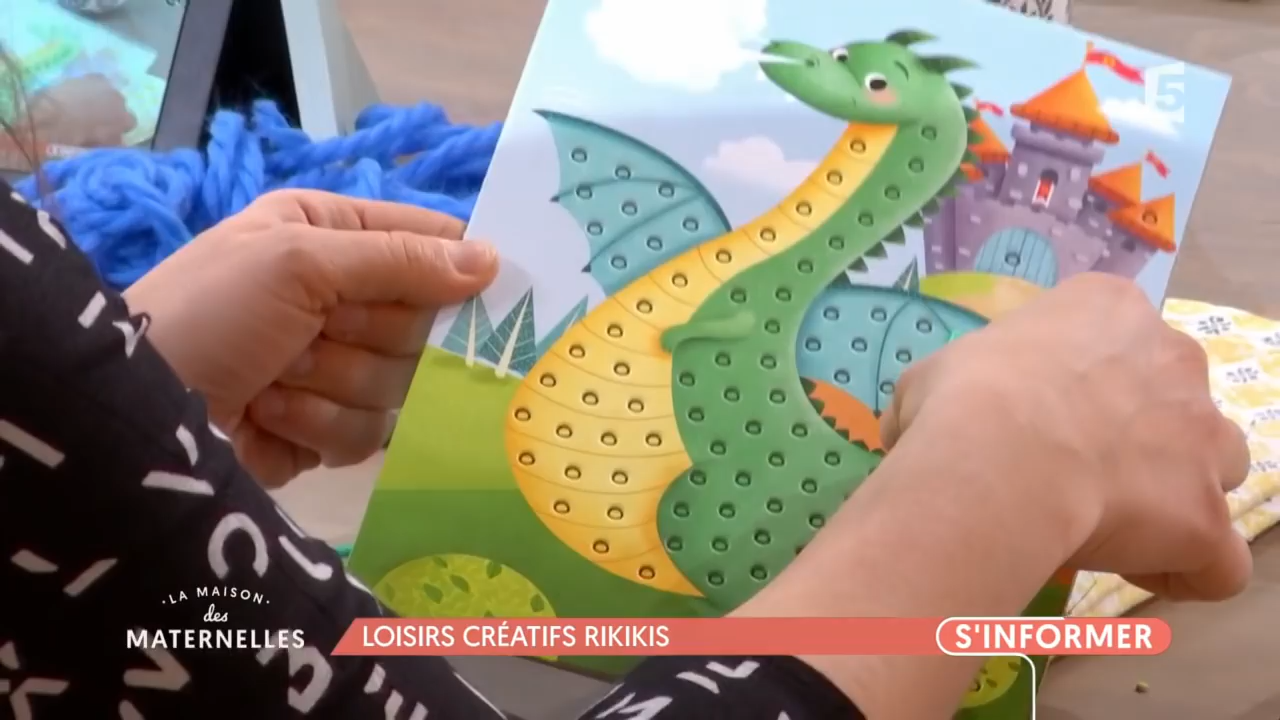 5
·LA MAISON·
des
MATERNELLES
LOISIRS CRÉATIFS RIKIKIS
S'INFORMER